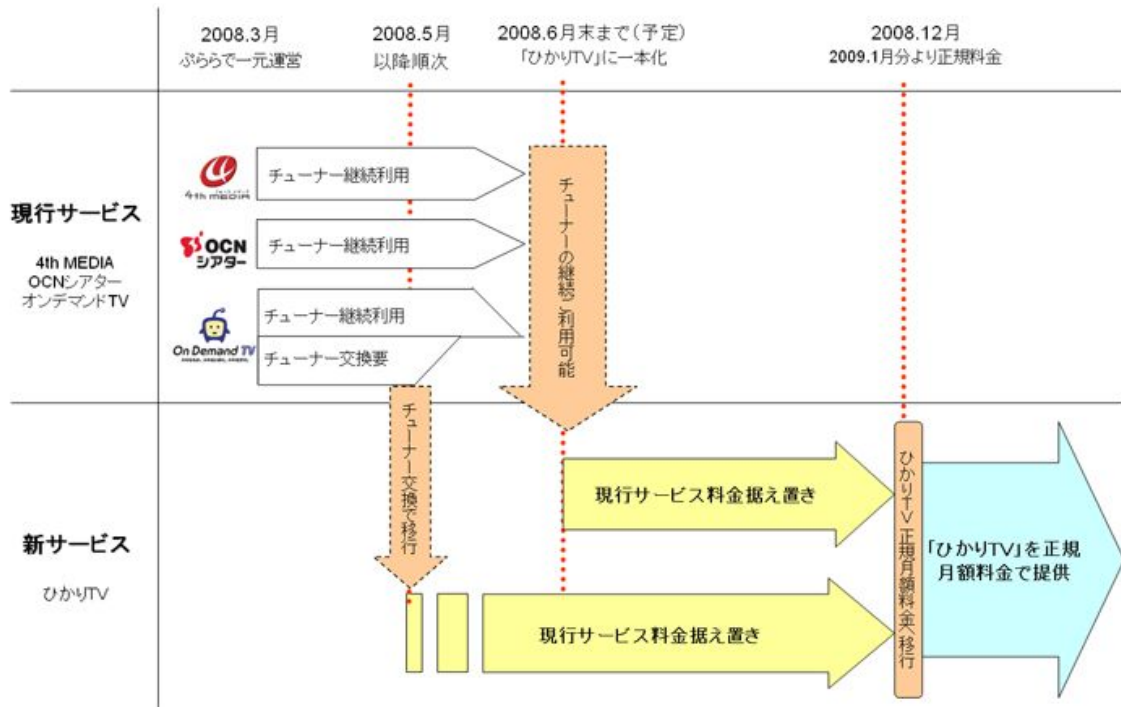 2008.3月
ぷららで一元運営
2008.5月
以降順次
2008.6月末まで(予定)
「ひかりTV」に一本化
2008.12月
2009.1月分より正規料金
現行サービス
4th MEDIA
OCNシアター
オンデマンドTV
4th MEDIA
チューナー継続利用
OCN
シアター
チューナー継続利用
On Demand TV
チューナー継続利用
チューナー交換要
チューナーの継続ご利用可能
チューナー交換で移行
新サービス
ひかりTV
現行サービス料金据え置き
現行サービス料金据え置き
ひかりTV正規月額料金へ移行
「ひかりTV」を正規
月額料金で提供